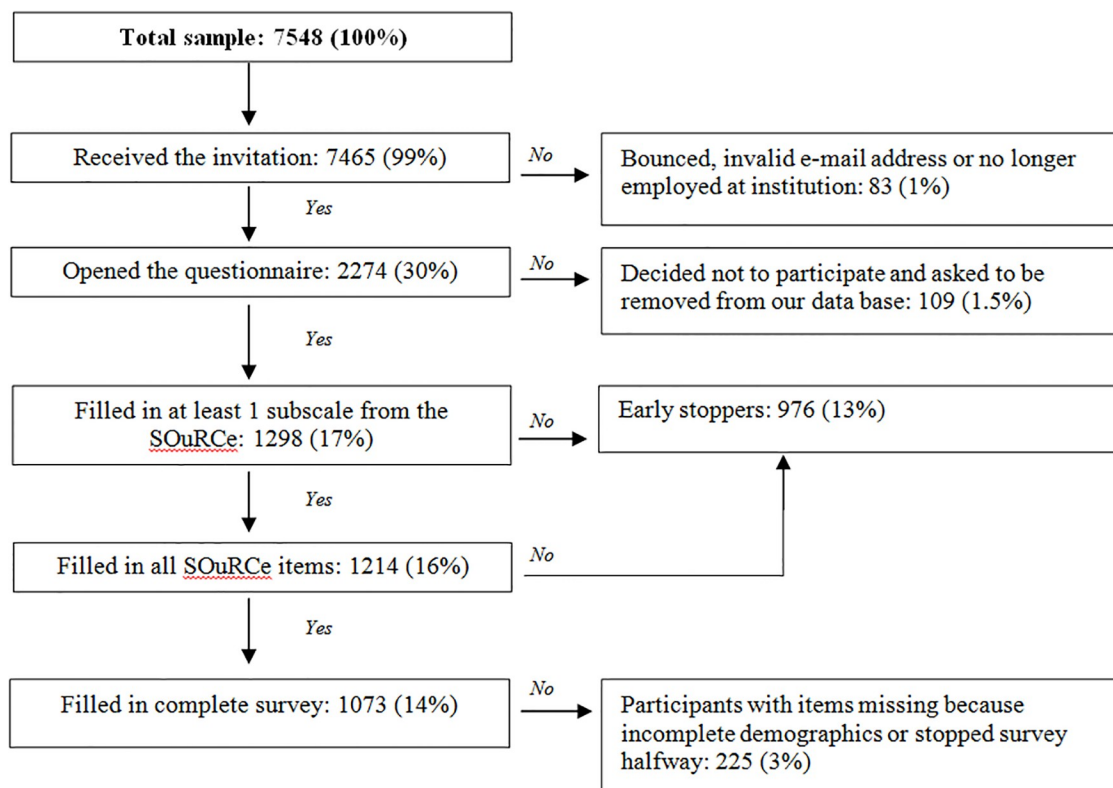 Total sample: 7548 (100%)
Received the invitation: 7465 (99%)
No
Bounced, invalid e-mail address or no longer
employed at institution: 83 (1%)
Yes
Opened the questionnaire: 2274 (30%)
No
Decided not to participate and asked to be
removed from our data base: 109 (1.5%)
Yes
Filled in at least 1 subscale from the
SOuRCe: 1298 (17%)
No
Early stoppers: 976 (13%)
Yes
Filled in all SOuRCe items: 1214 (16%)
No
Yes
Filled in complete survey: 1073 (14%)
No
Participants with items missing because
incomplete demographics or stopped survey
halfway: 225 (3%)